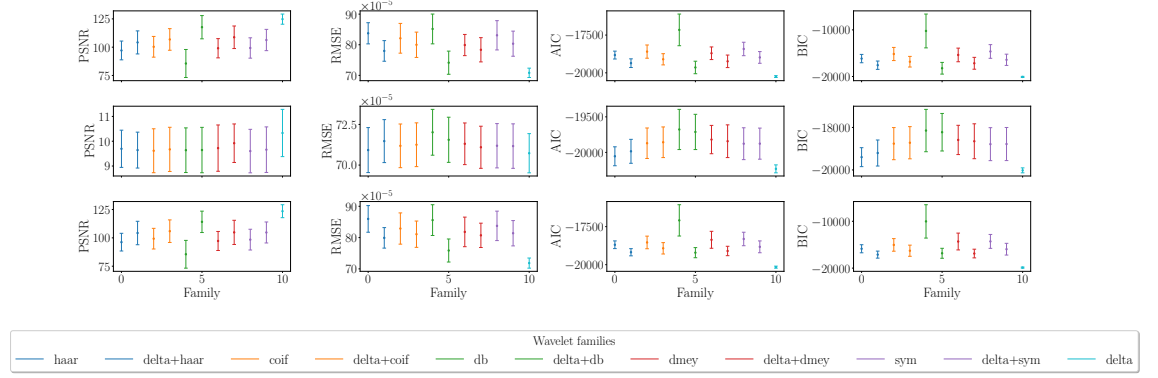 125
100
75
PSNR
×10⁻⁵
90
80
70
RMSE
−17500
−20000
AIC
−10000
−16000
−20000
BIC
11
10
9
PSNR
×10⁻⁵
72.5
70.0
RMSE
−19500
−20000
AIC
−18000
−20000
BIC
125
100
75
PSNR
0 5 10
Family
×10⁻⁵
90
80
70
RMSE
0 5 10
Family
−17500
−20000
AIC
0 5 10
Family
−10000
−20000
BIC
0 5 10
Family
Wavelet families
haar delta+haar coif delta+coif db delta+db dmey delta+dmey sym delta+sym delta